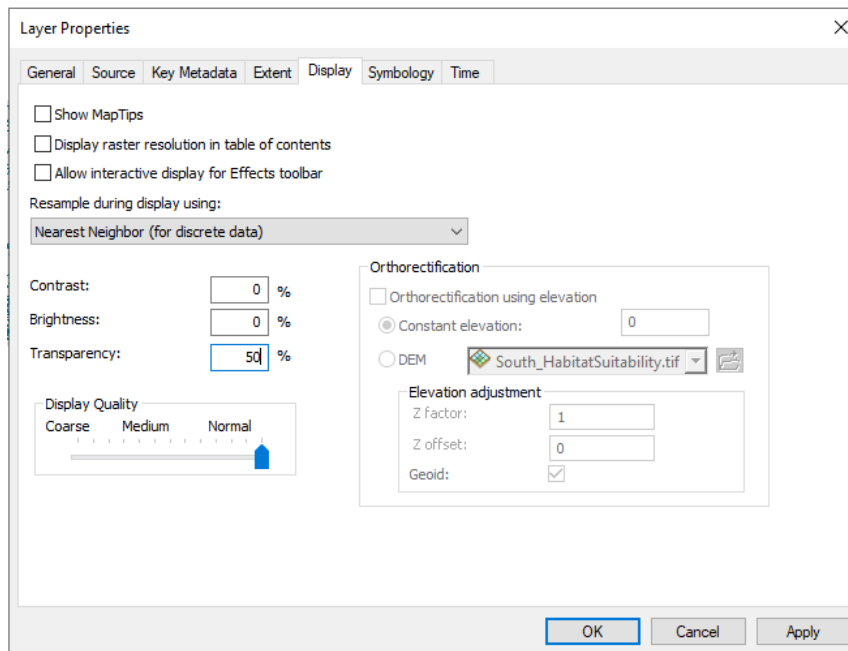 Layer Properties
General Source Key Metadata Extent Display Symbology Time
Show MapTips
Display raster resolution in table of contents
Allow interactive display for Effects toolbar
Resample during display using:
Nearest Neighbor (for discrete data)
Contrast: 0 %
Brightness: 0 %
Transparency: 50 %
Display Quality
Coarse Medium Normal
Orthorectification
Orthorectification using elevation
Constant elevation: 0
DEM South_HabitatSuitability.tif
Elevation adjustment
Z factor: 1
Z offset: 0
Geoid:
OK Cancel Apply